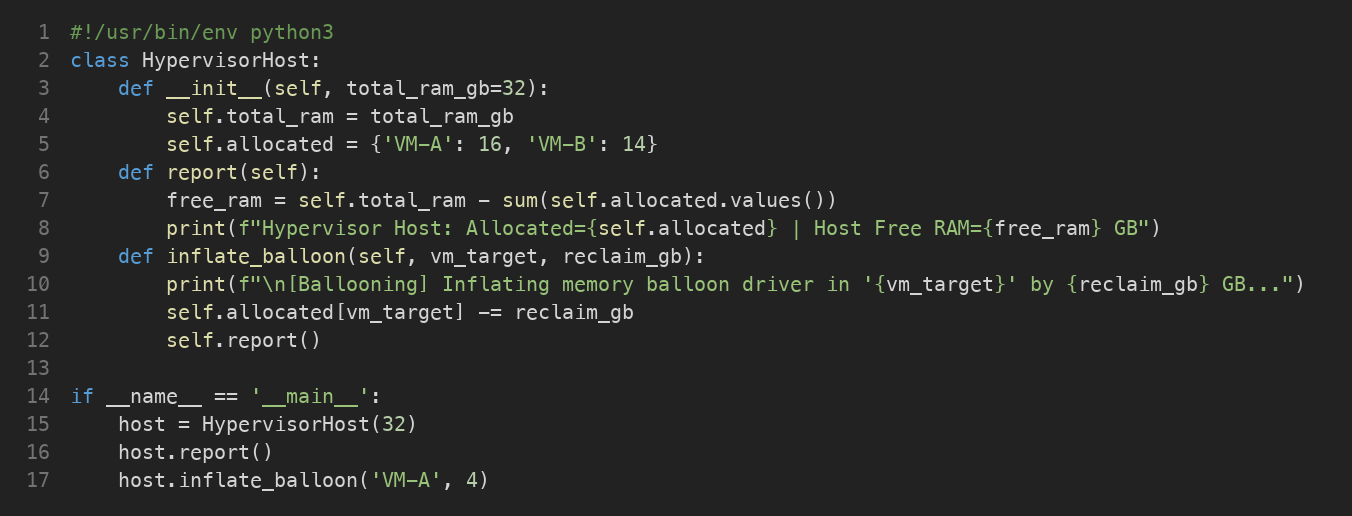 1 #!/usr/bin/env python3
2 class HypervisorHost:
3     def __init__(self, total_ram_gb=32):
4         self.total_ram = total_ram_gb
5         self.allocated = {'VM-A': 16, 'VM-B': 14}
6     def report(self):
7         free_ram = self.total_ram - sum(self.allocated.values())
8         print(f"Hypervisor Host: Allocated={self.allocated} | Host Free RAM={free_ram} GB")
9     def inflate_balloon(self, vm_target, reclaim_gb):
10         print(f"\n[Ballooning] Inflating memory balloon driver in '{vm_target}' by {reclaim_gb} GB...")
11         self.allocated[vm_target] -= reclaim_gb
12         self.report()
13
14 if __name__ == '__main__':
15     host = HypervisorHost(32)
16     host.report()
17     host.inflate_balloon('VM-A', 4)